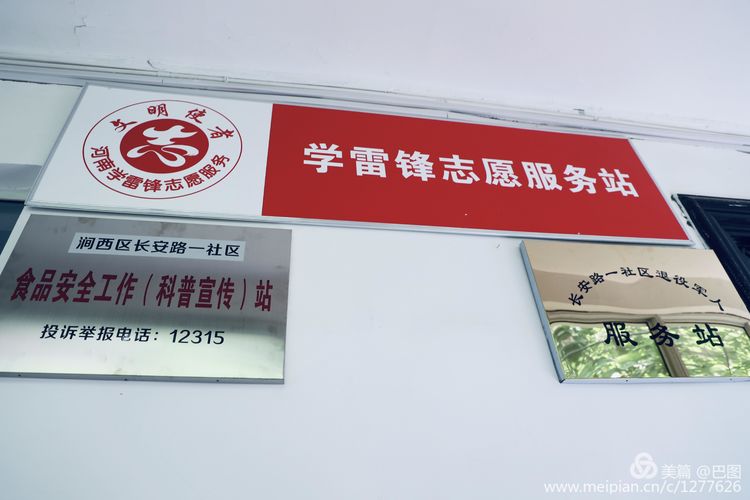 文明使者
河南学雷锋志愿服务
学雷锋志愿服务站
涧西区长安路一社区
食品安全工作（科普宣传）站
投诉举报电话：12315
长安路一社区退役军人
服务站
美篇 @巴图
www.meipian.cn/c/1277626